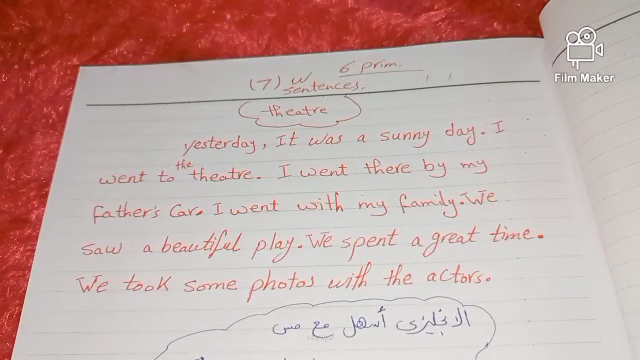 (7) w 6 prim.
sentences.
theatre
yesterday, It was a sunny day. I
went to the theatre. I went there by my
father's Car. I went with my family. We
saw a beautiful play. We spent a great time.
We took some photos with the actors.
الانجليزى أسهل مع مس
Film Maker